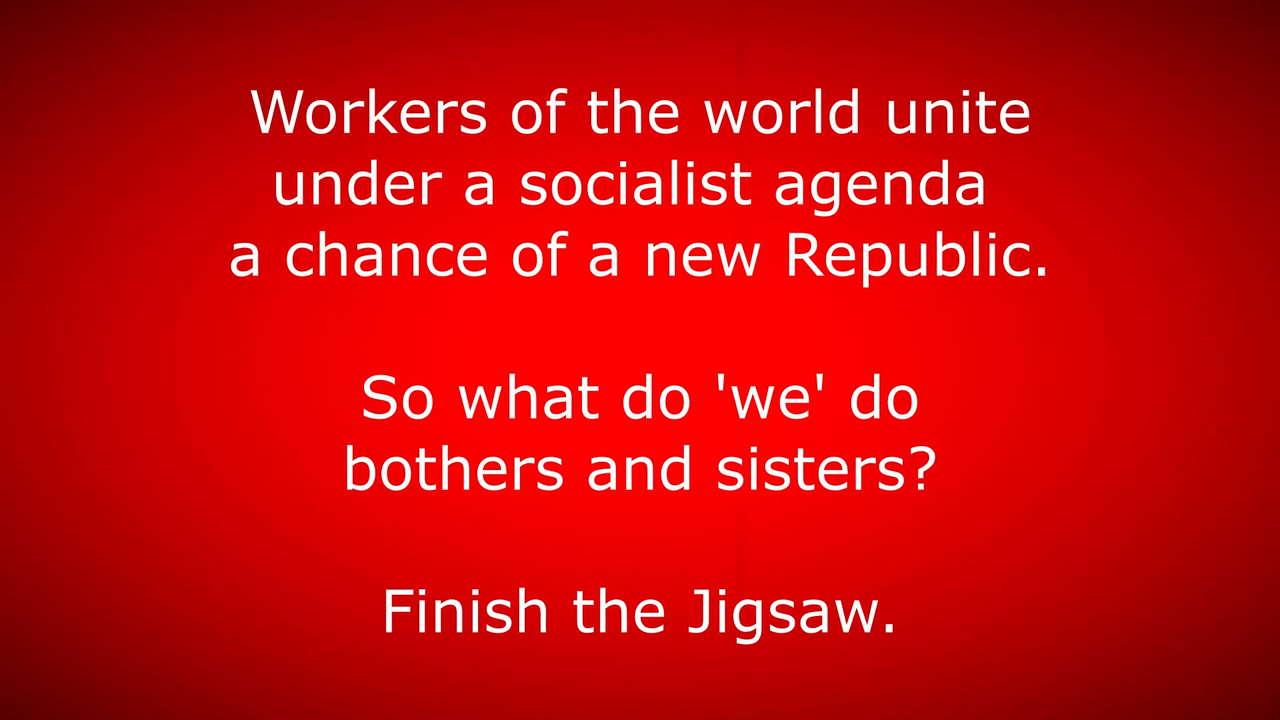 Workers of the world unite
under a socialist agenda
a chance of a new Republic.
So what do 'we' do
bothers and sisters?
Finish the Jigsaw.